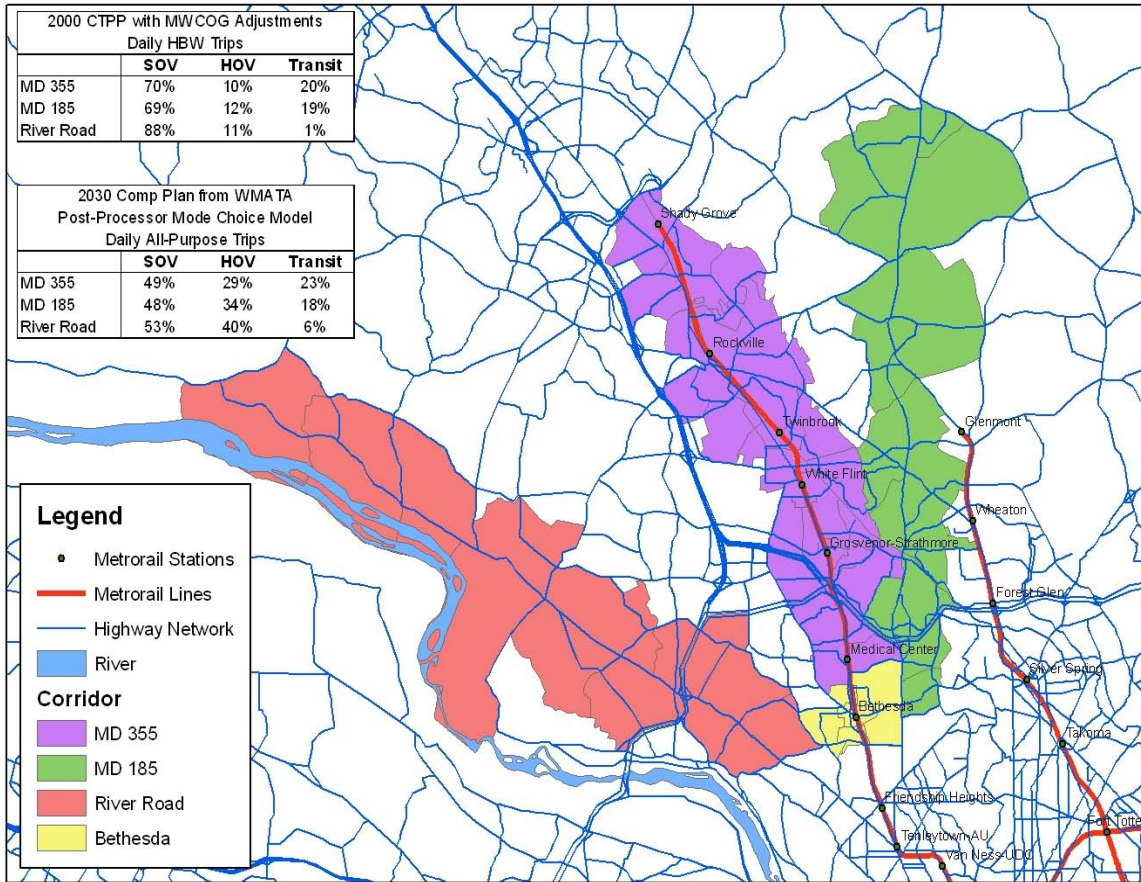 2000 CTPP with MWCOG Adjustments
Daily HBW Trips
SOV HOV Transit
MD 355 70% 10% 20%
MD 185 69% 12% 19%
River Road 88% 11% 1%
2030 Comp Plan from WMATA
Post-Processor Mode Choice Model
Daily All-Purpose Trips
SOV HOV Transit
MD 355 49% 29% 23%
MD 185 48% 34% 18%
River Road 53% 40% 6%
Shady Grove
Rockville
Twinbrook
Glenmont
White Flint
Wheaton
Grosvenor-Strathmore
Forest Glen
Medical Center
Silver Spring
Bethesda
Takoma
Friendship Heights
Tenleytown-AU
Fort Totte
Van Ness-UDC
Legend
Metrorail Stations
Metrorail Lines
Highway Network
River
Corridor
MD 355
MD 185
River Road
Bethesda